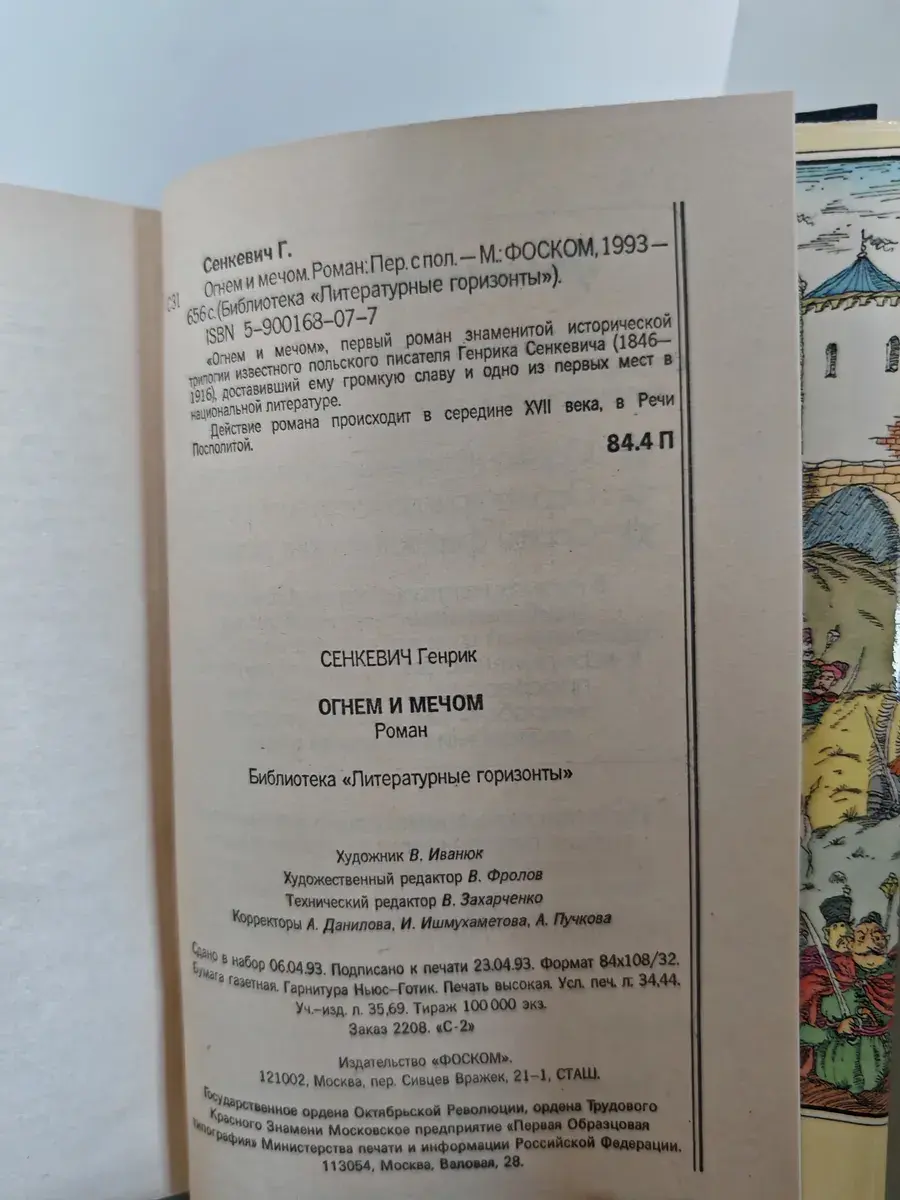 Сенкевич Г.
Огнем и мечом. Роман: Пер. с пол. — М.: ФОСКОМ, 1993 —
С31
656 с. (Библиотека «Литературные горизонты»).
ISBN 5-900168-07-7
«Огнем и мечом», первый роман знаменитой исторической
трилогии известного польского писателя Генрика Сенкевича (1846—
1916), доставивший ему громкую славу и одно из первых мест в
национальной литературе.
Действие романа происходит в середине XVII века, в Речи
Посполитой.
84.4 П
СЕНКЕВИЧ Генрик
ОГНЕМ И МЕЧОМ
Роман
Библиотека «Литературные горизонты»
Художник В. Иванюк
Художественный редактор В. Фролов
Технический редактор В. Захарченко
Корректоры А. Данилова, И. Ишмухаметова, А. Пучкова
Сдано в набор 06.04.93. Подписано к печати 23.04.93. Формат 84х108/32.
Бумага газетная. Гарнитура Ньюс-Готик. Печать высокая. Усл. печ. л. 34,44.
Уч.-изд. л. 35,69. Тираж 100 000 экз.
Заказ 2208. «С-2»
Издательство «ФОСКОМ».
121002, Москва, пер. Сивцев Вражек, 21-1, СТАШ.
Государственное ордена Октябрьской Революции, ордена Трудового
Красного Знамени Московское предприятие «Первая Образцовая
типография» Министерства печати и информации Российской Федерации.
113054, Москва, Валовая, 28.